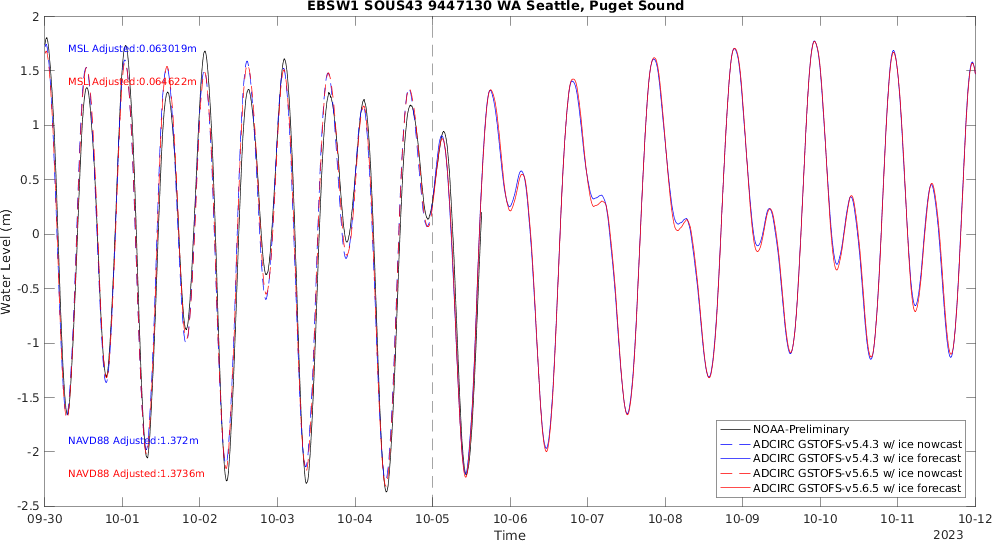 EBSW1 SOUS43 9447130 WA Seattle, Puget Sound
2
1.5
1
0.5
0
-0.5
-1
-1.5
-2
-2.5
Water Level (m)
MSL Adjusted:0.063019m
MSL Adjusted:0.064622m
NAVD88 Adjusted:1.372m
NAVD88 Adjusted:1.3736m
NOAA-Preliminary
ADCIRC GSTOFS-v5.4.3 w/ ice nowcast
ADCIRC GSTOFS-v5.4.3 w/ ice forecast
ADCIRC GSTOFS-v5.6.5 w/ ice nowcast
ADCIRC GSTOFS-v5.6.5 w/ ice forecast
09-30 10-01 10-02 10-03 10-04 10-05 10-06 10-07 10-08 10-09 10-10 10-11 10-12
Time
2023